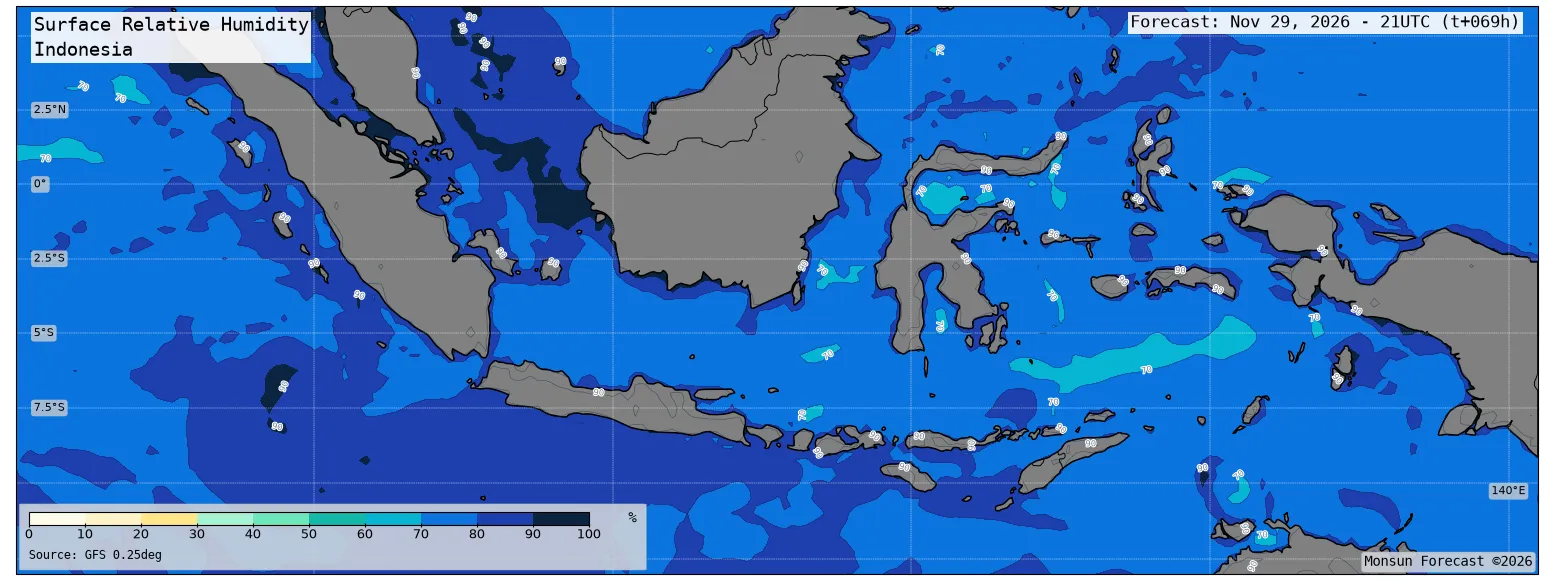 Surface Relative Humidity
Indonesia
Forecast: Nov 29, 2026 - 21UTC (t+069h)
2.5°N
0°
2.5°S
5°S
7.5°S
140°E
0 10 20 30 40 50 60 70 80 90 100
%
Source: GFS 0.25deg
Monsun Forecast ©2026